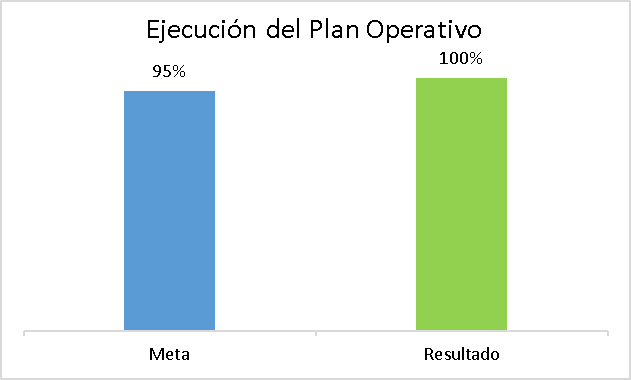 Ejecución del Plan Operativo
95%
100%
Meta
Resultado